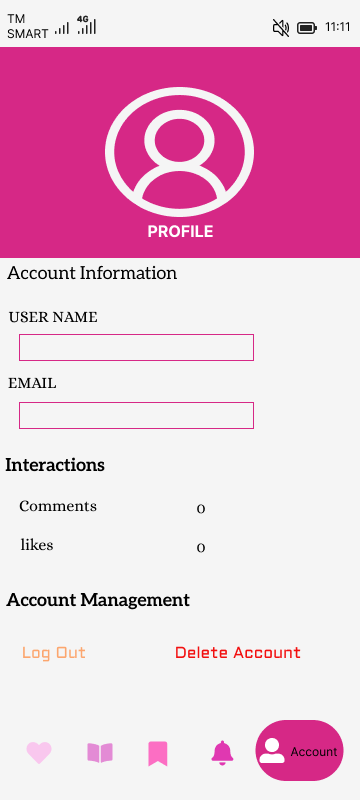 TM
SMART
4G
11:11
PROFILE
Account Information
USER NAME
EMAIL
Interactions
Comments 0
likes 0
Account Management
Log Out Delete Account
Account